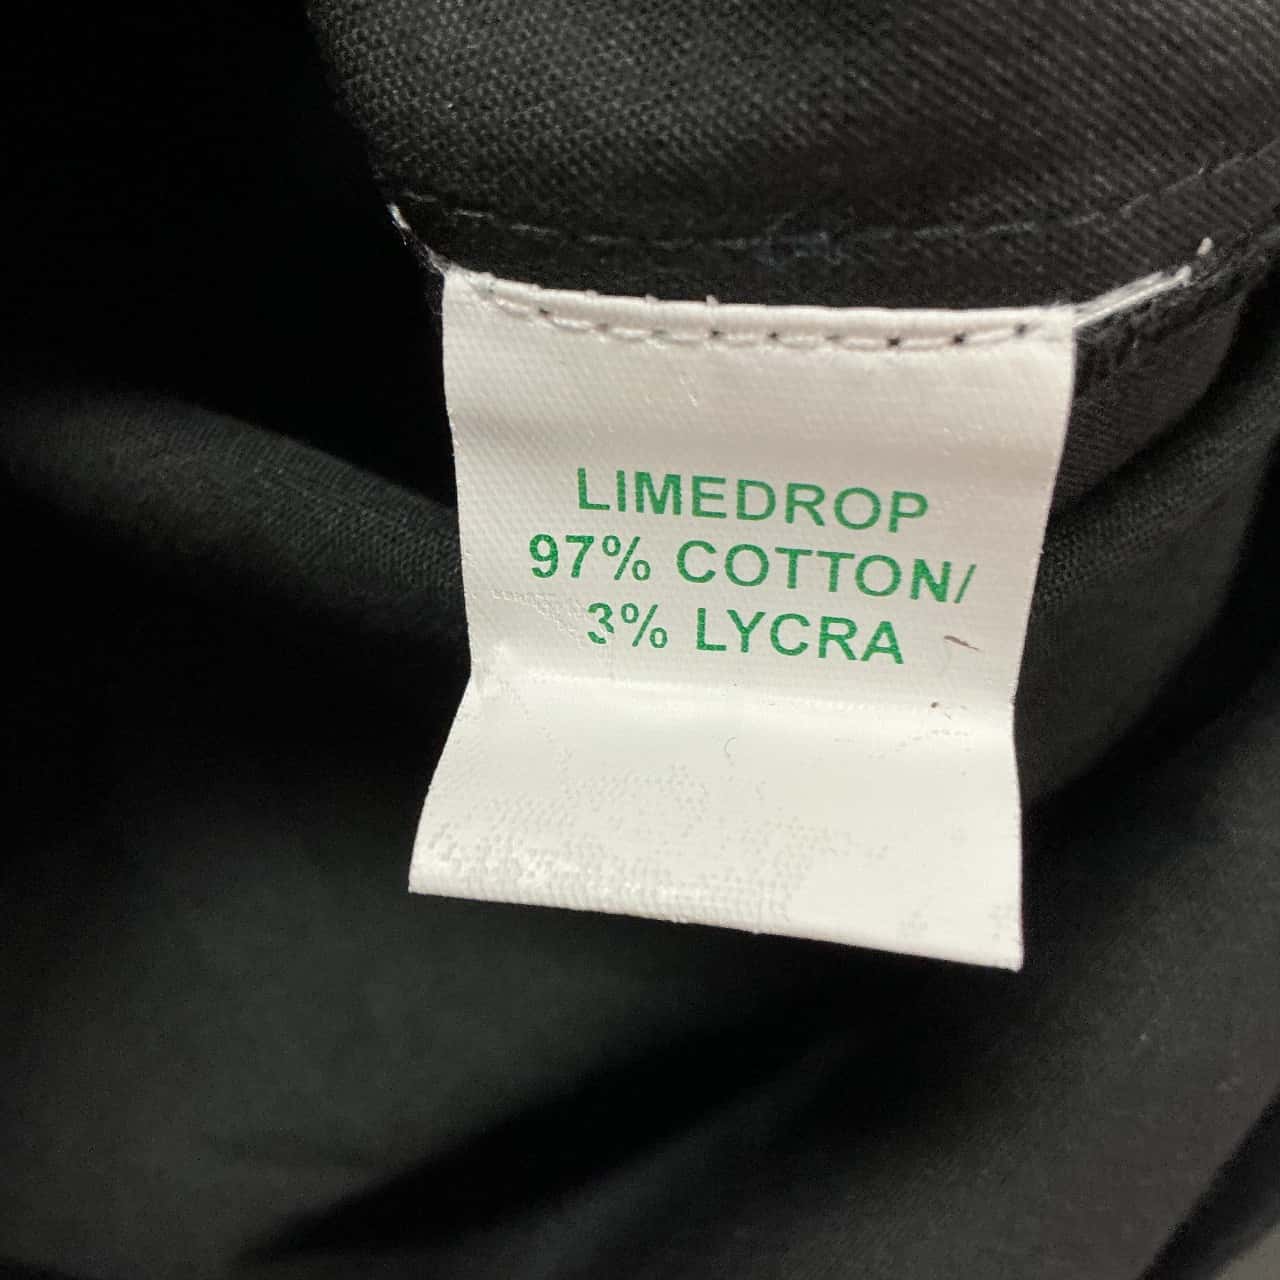 LIMEDROP
97% COTTON/
3% LYCRA